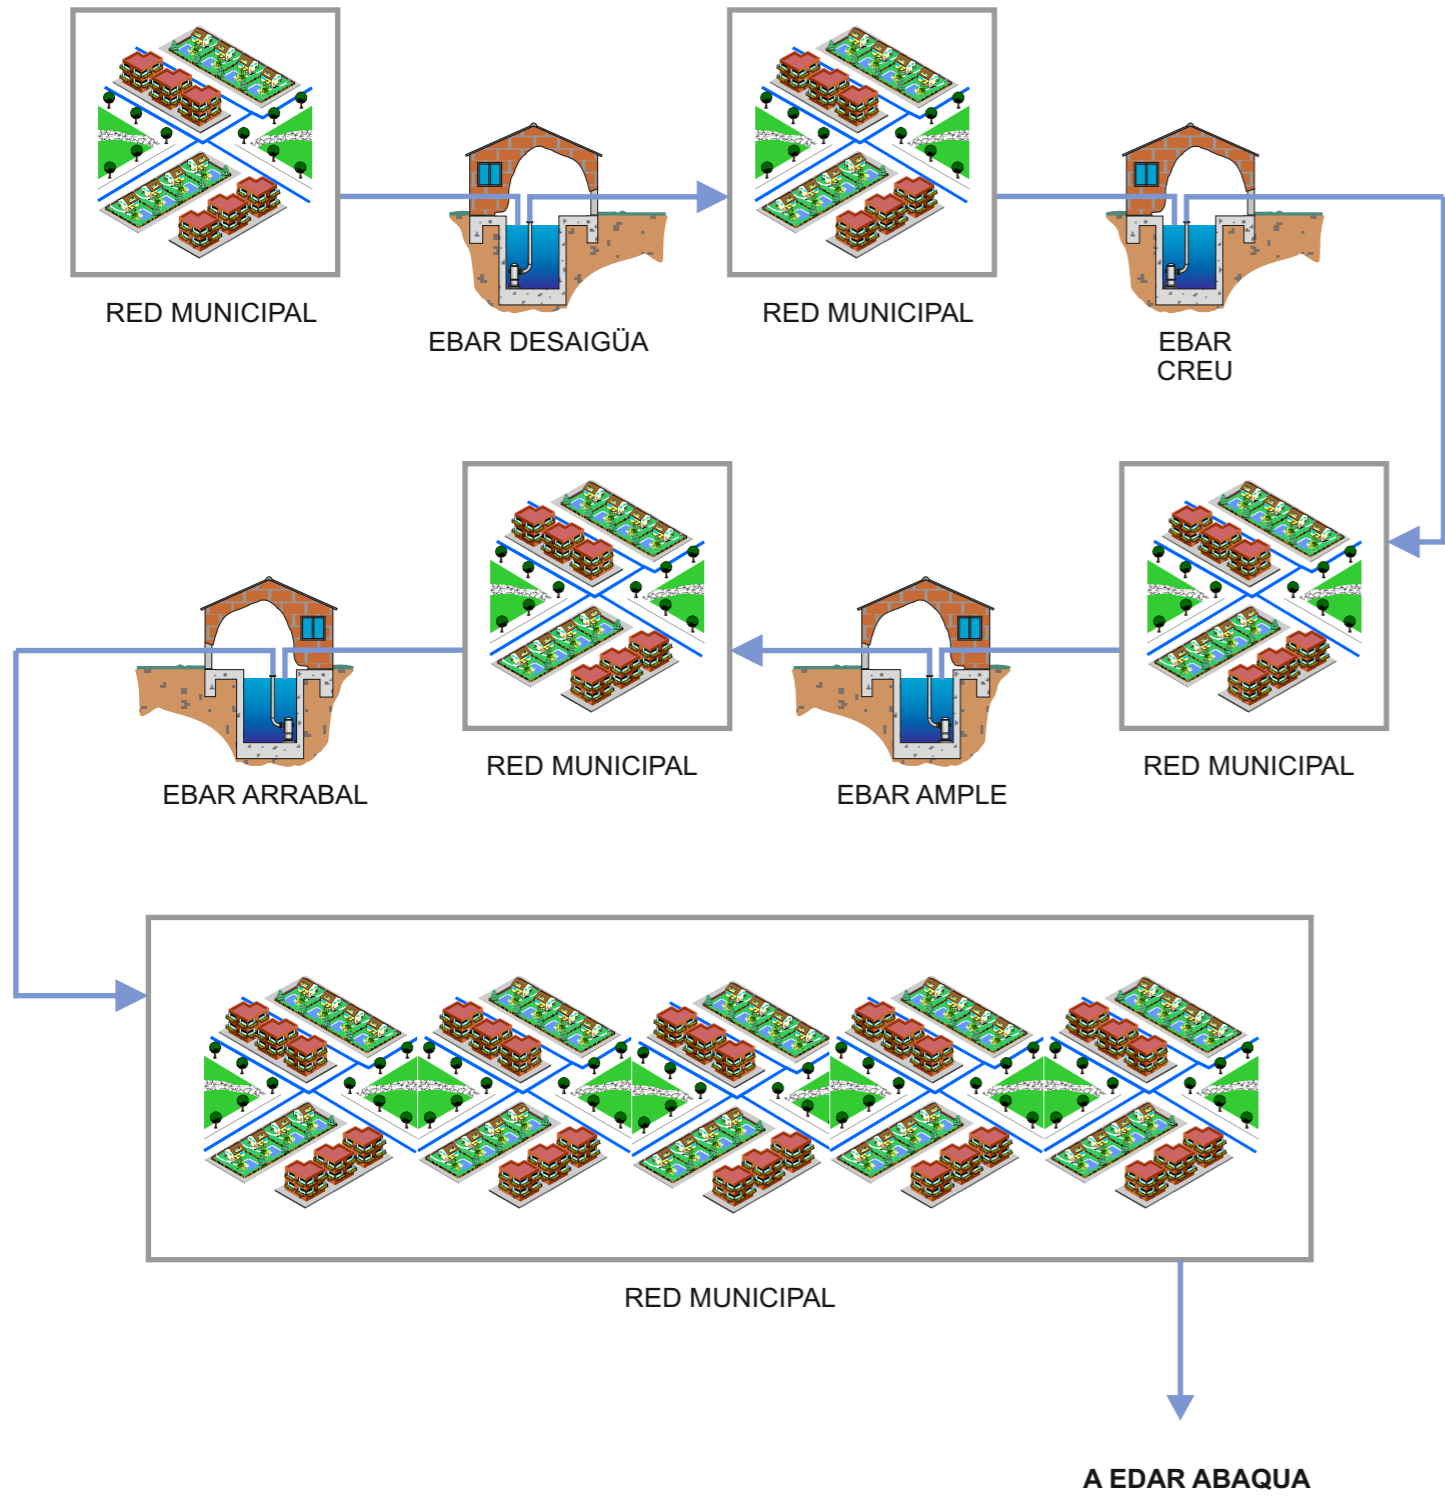 RED MUNICIPAL
EBAR DESAIGÜA
RED MUNICIPAL
EBAR
CREU
EBAR ARRABAL
RED MUNICIPAL
EBAR AMPLE
RED MUNICIPAL
RED MUNICIPAL
A EDAR ABAQUA